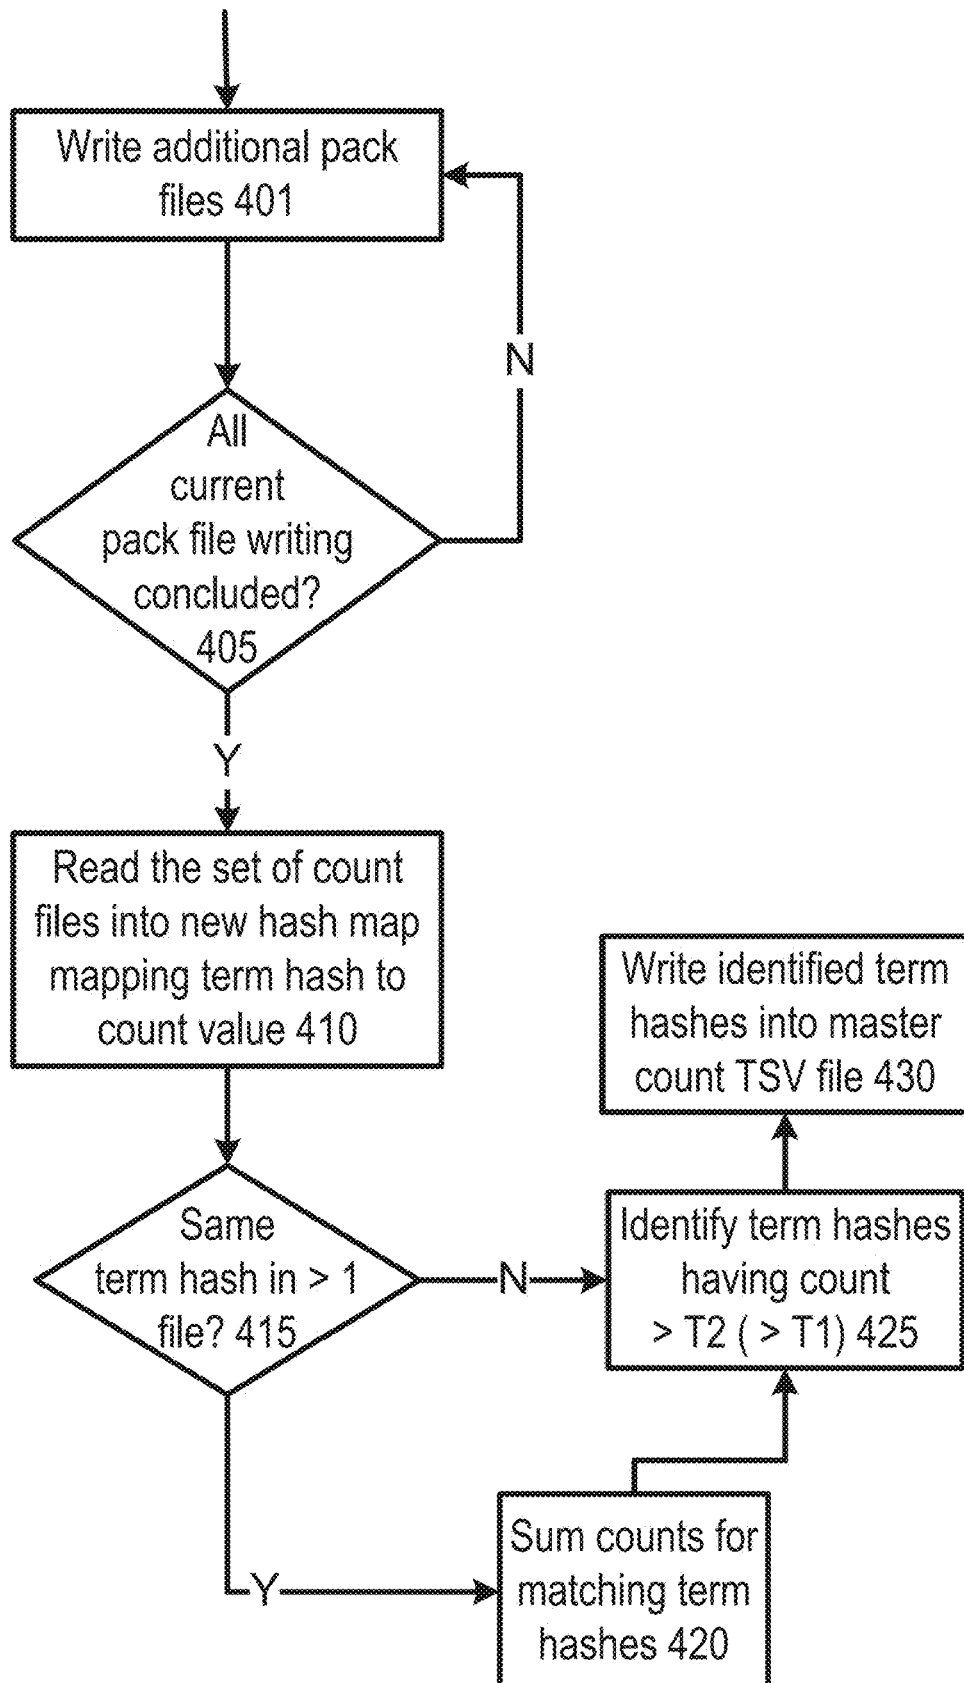 Write additional pack
files 401
N
All
current
pack file writing
concluded?
405
Y
Read the set of count
files into new hash map
mapping term hash to
count value 410
Write identified term
hashes into master
count TSV file 430
Same
term hash in > 1
file? 415
N
Identify term hashes
having count
> T2 ( > T1) 425
Y
Sum counts for
matching term
hashes 420